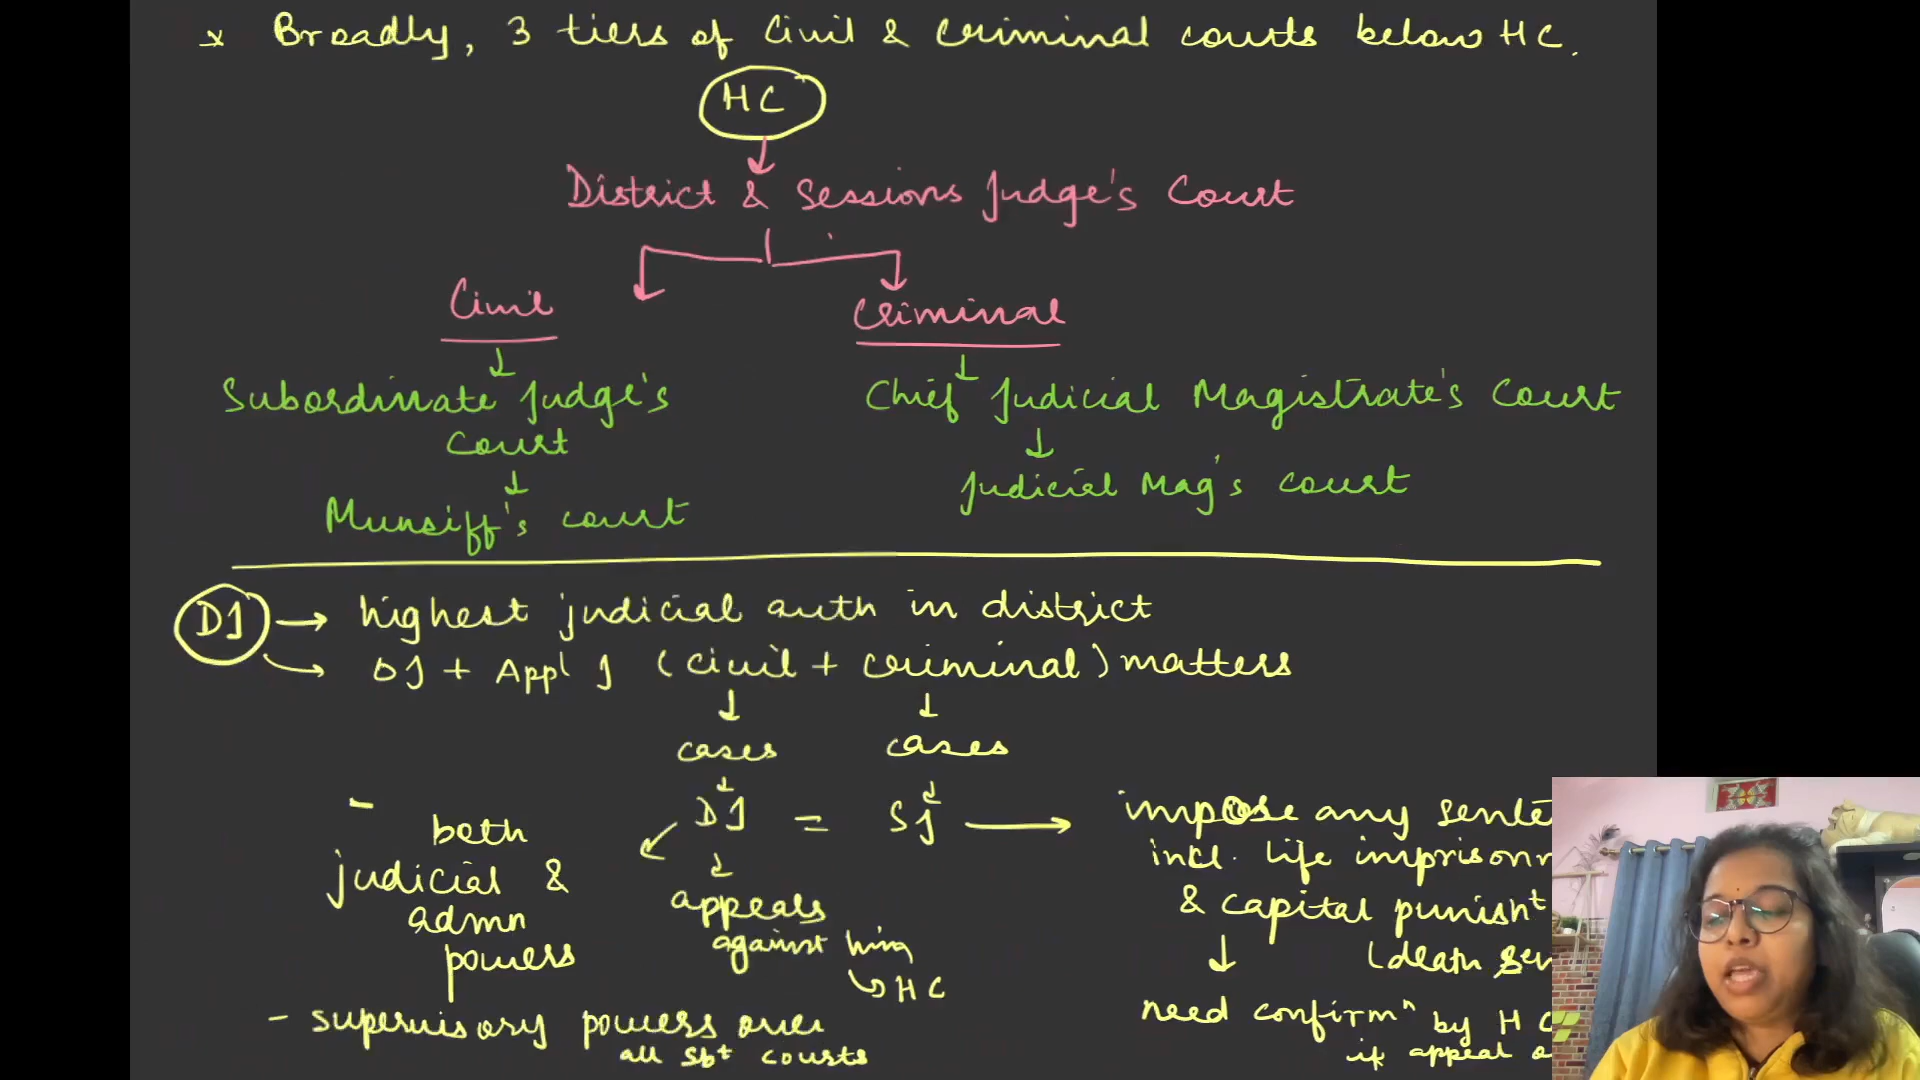 × Broadly, 3 tiers of Civil & Criminal courts below HC.
HC
District & Sessions Judge's Court
Civil
Criminal
Subordinate Judge's
Court
Chief Judicial Magistrate's Court
Judicial Mag's Court
Munsiff's court
DJ → highest judicial auth in district
OJ + Appl J (civil + criminal) matters
cases cases
DJ = SJ → impose any sente
incl. life imprisonm
& capital punisht
(death sen
need confirmn by HC
if appeal
- both
judicial &
admn
powers
appeals
against him
HC
- supervisory powers over
all sbt courts